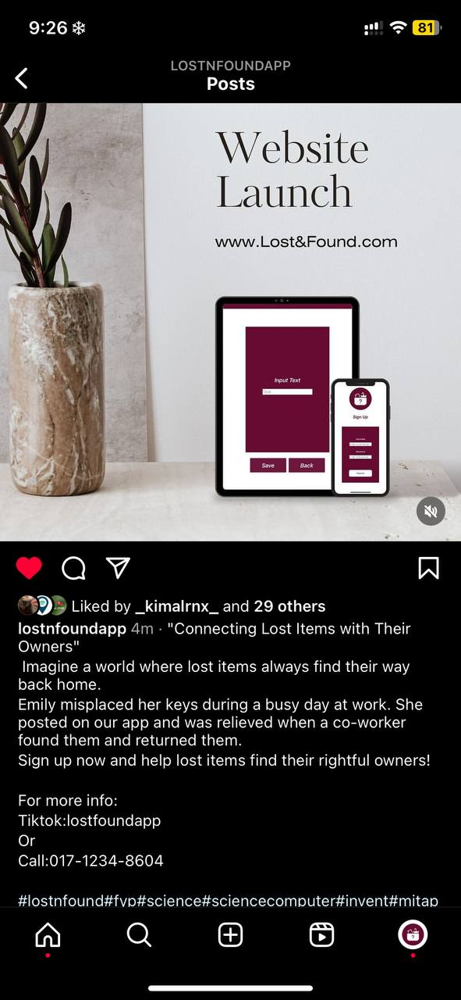 9:26
81
LOSTNFOUNDAPP
Posts
Website
Launch
www.Lost&Found.com
Input Text
Text
Save
Back
Sign Up
Liked by _kimalrnx_ and 29 others
lostnfoundapp 4m · "Connecting Lost Items with Their
Owners"
Imagine a world where lost items always find their way
back home.
Emily misplaced her keys during a busy day at work. She
posted on our app and was relieved when a co-worker
found them and returned them.
Sign up now and help lost items find their rightful owners!
For more info:
Tiktok:lostfoundapp
Or
Call:017-1234-8604
#lostnfound#fyp#science#sciencecomputer#invent#mitap